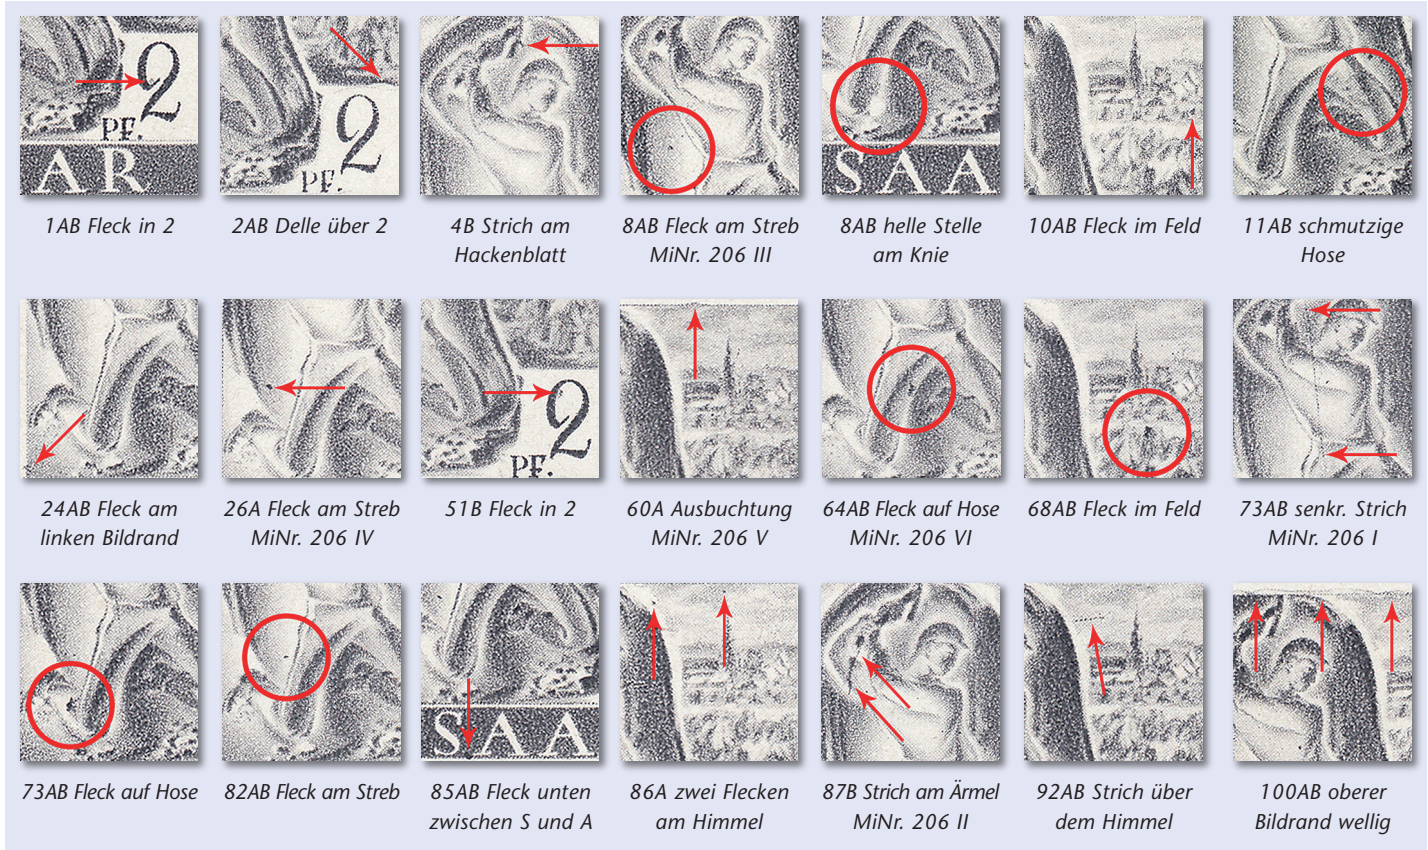 2
PF.
AR
2
PF.
SAA
1AB Fleck in 2
2AB Delle über 2
4B Strich am
Hackenblatt
8AB Fleck am Streb
MiNr. 206 III
8AB helle Stelle
am Knie
10AB Fleck im Feld
11AB schmutzige
Hose
2
PF.
24AB Fleck am
linken Bildrand
26A Fleck am Streb
MiNr. 206 IV
51B Fleck in 2
60A Ausbuchtung
MiNr. 206 V
64AB Fleck auf Hose
MiNr. 206 VI
68AB Fleck im Feld
73AB senkr. Strich
MiNr. 206 I
SAA
73AB Fleck auf Hose
82AB Fleck am Streb
85AB Fleck unten
zwischen S und A
86A zwei Flecken
am Himmel
87B Strich am Ärmel
MiNr. 206 II
92AB Strich über
dem Himmel
100AB oberer
Bildrand wellig